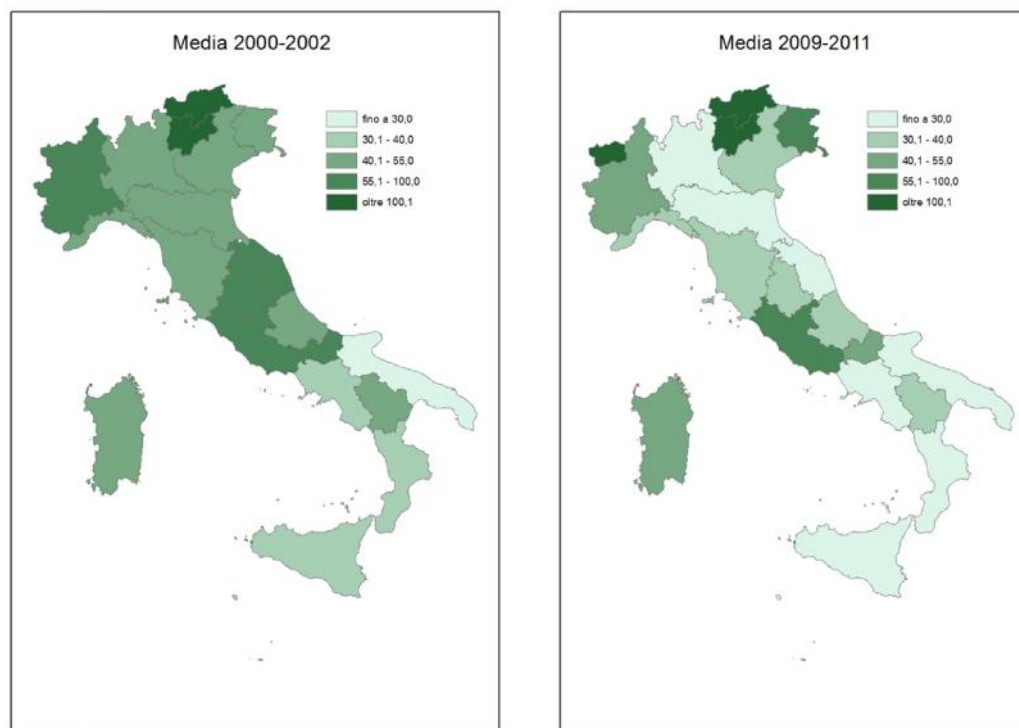 Media 2000-2002
fino a 30,0
30,1 - 40,0
40,1 - 55,0
55,1 - 100,0
oltre 100,1
Media 2009-2011
fino a 30,0
30,1 - 40,0
40,1 - 55,0
55,1 - 100,0
oltre 100,1